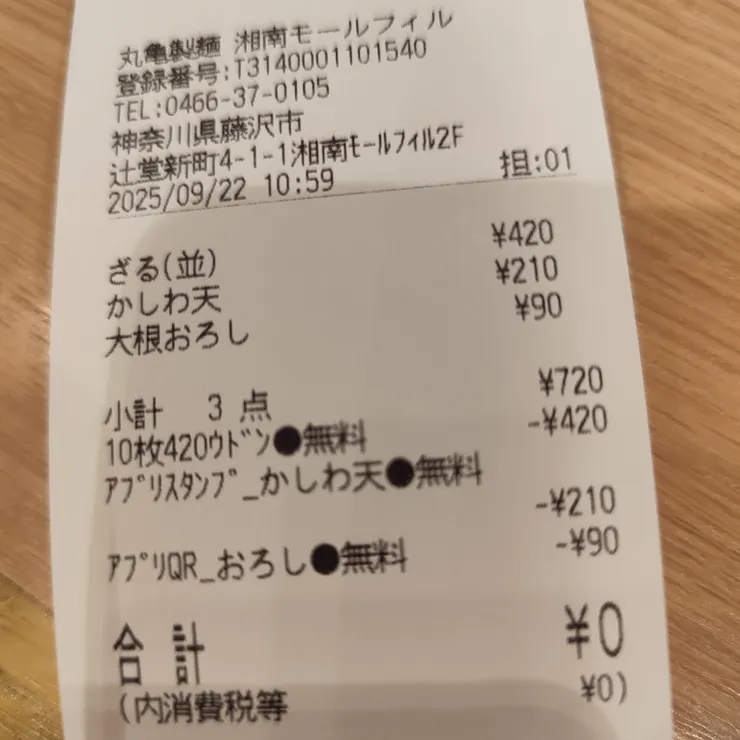 丸亀製麺 湘南モールフィル
登録番号:T3140001101540
TEL:0466-37-0105
神奈川県藤沢市
辻堂新町4-1-1湘南ﾓｰﾙﾌｨﾙ2F
2025/09/22 10:59 担:01
ざる(並) ¥420
かしわ天 ¥210
大根おろし ¥90
小計 3 点 ¥720
10枚420ｳﾄﾞﾝ●無料 -¥420
ｱﾌﾟﾘｽﾀﾝﾌﾟ_かしわ天●無料
-¥210
ｱﾌﾟﾘQR_おろし●無料 -¥90
合計 ¥0
(内消費税等 ¥0)